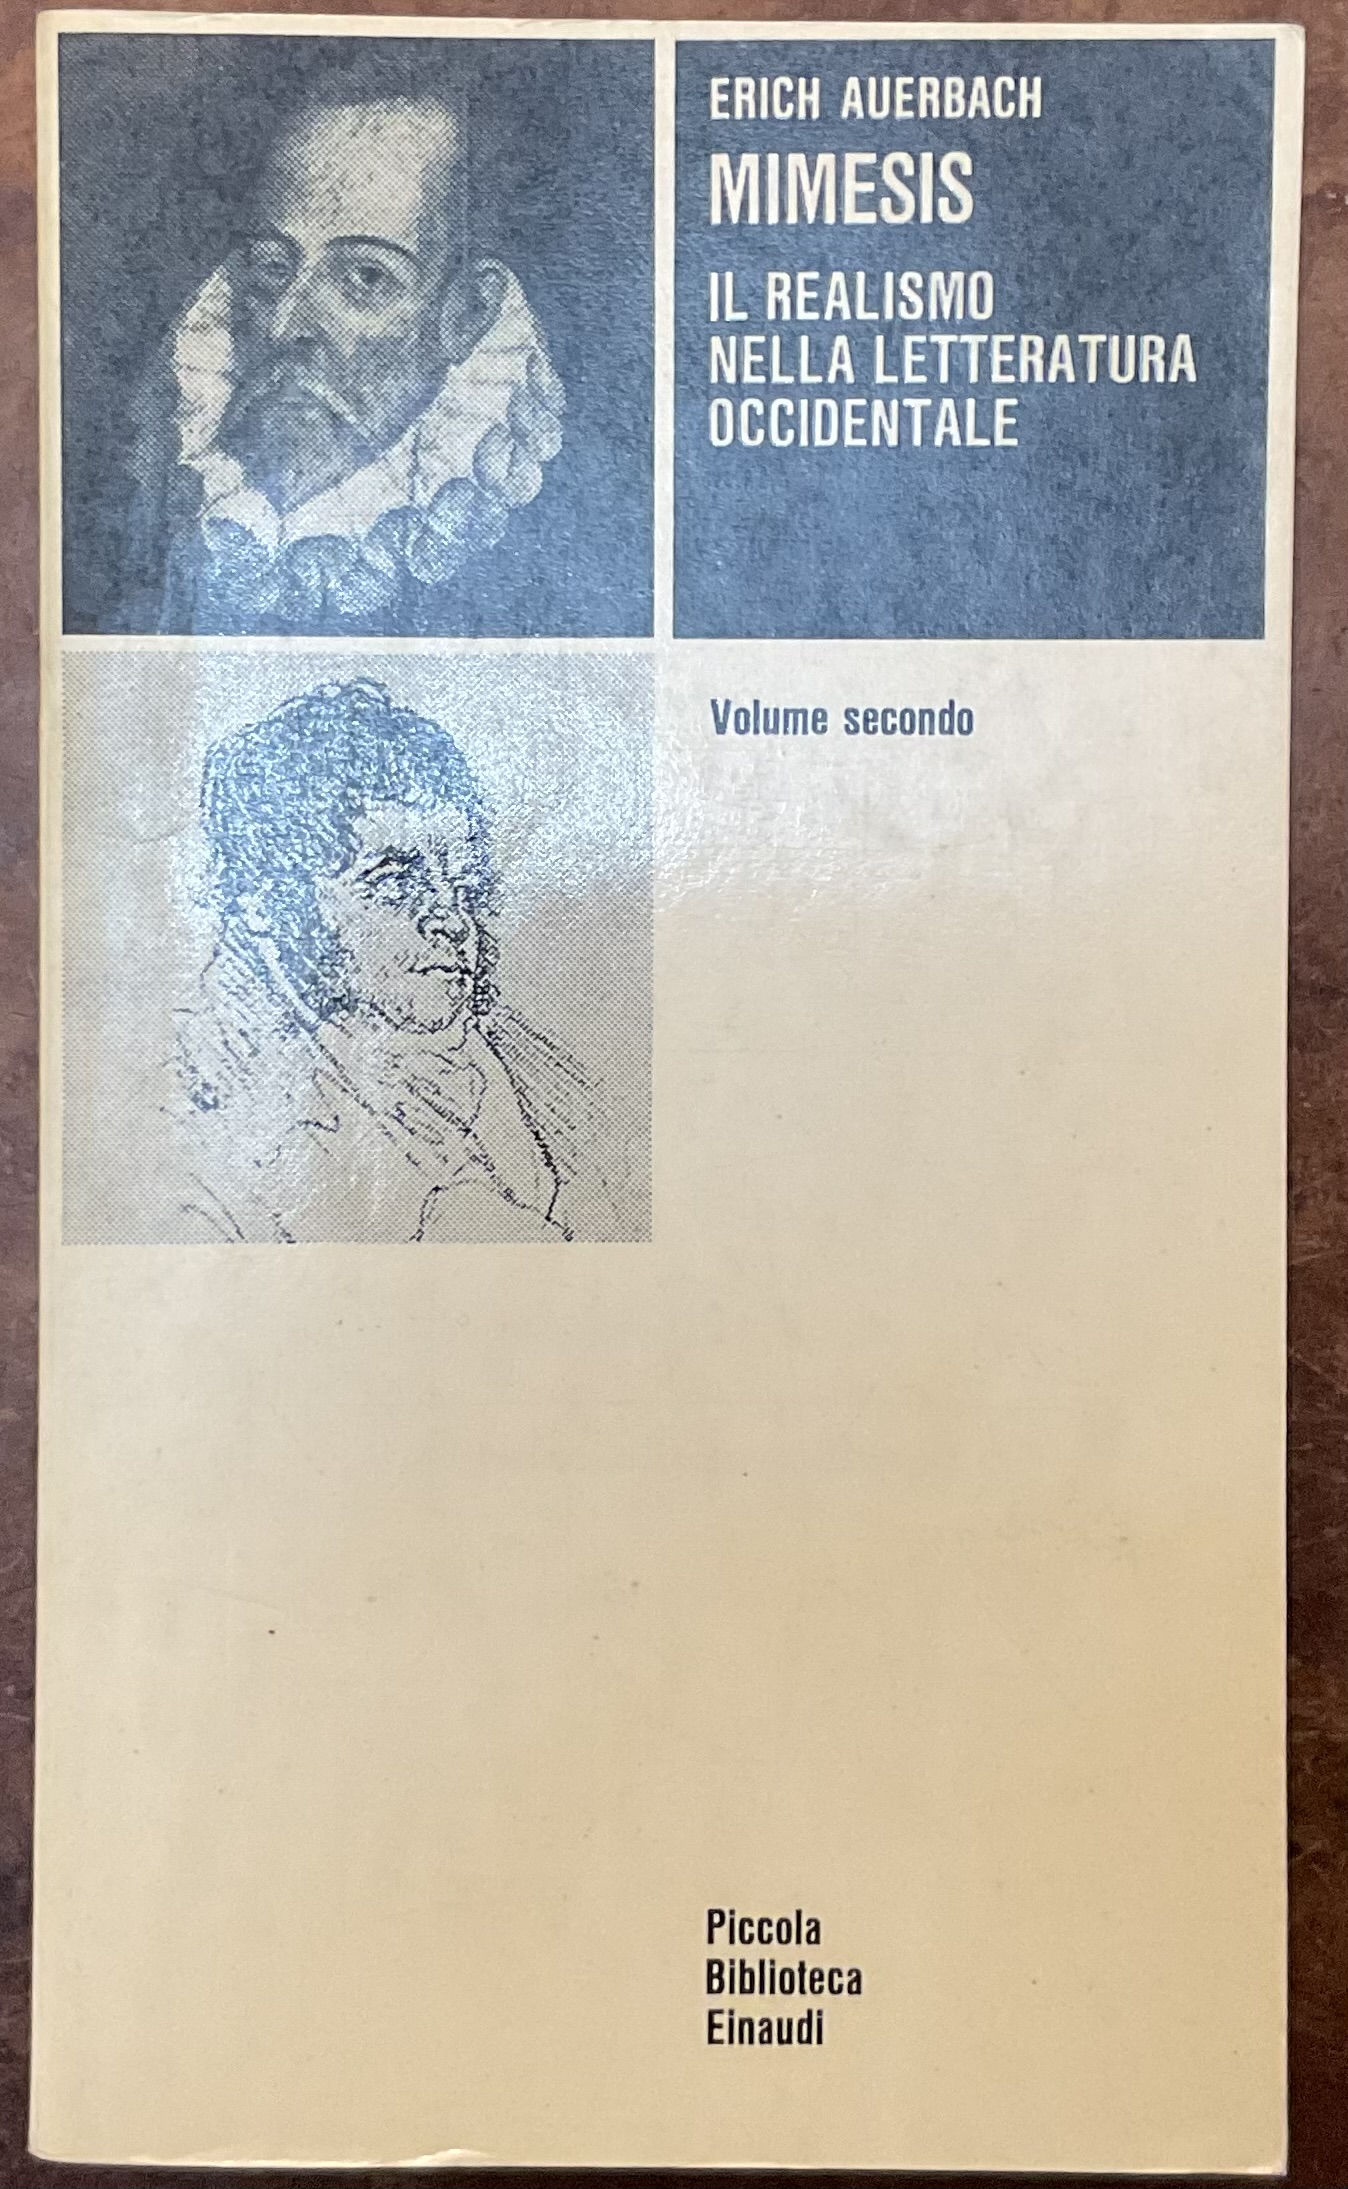 ERICH AUERBACH
MIMESIS
IL REALISMO
NELLA LETTERATURA
OCCIDENTALE
Volume secondo
Piccola
Biblioteca
Einaudi